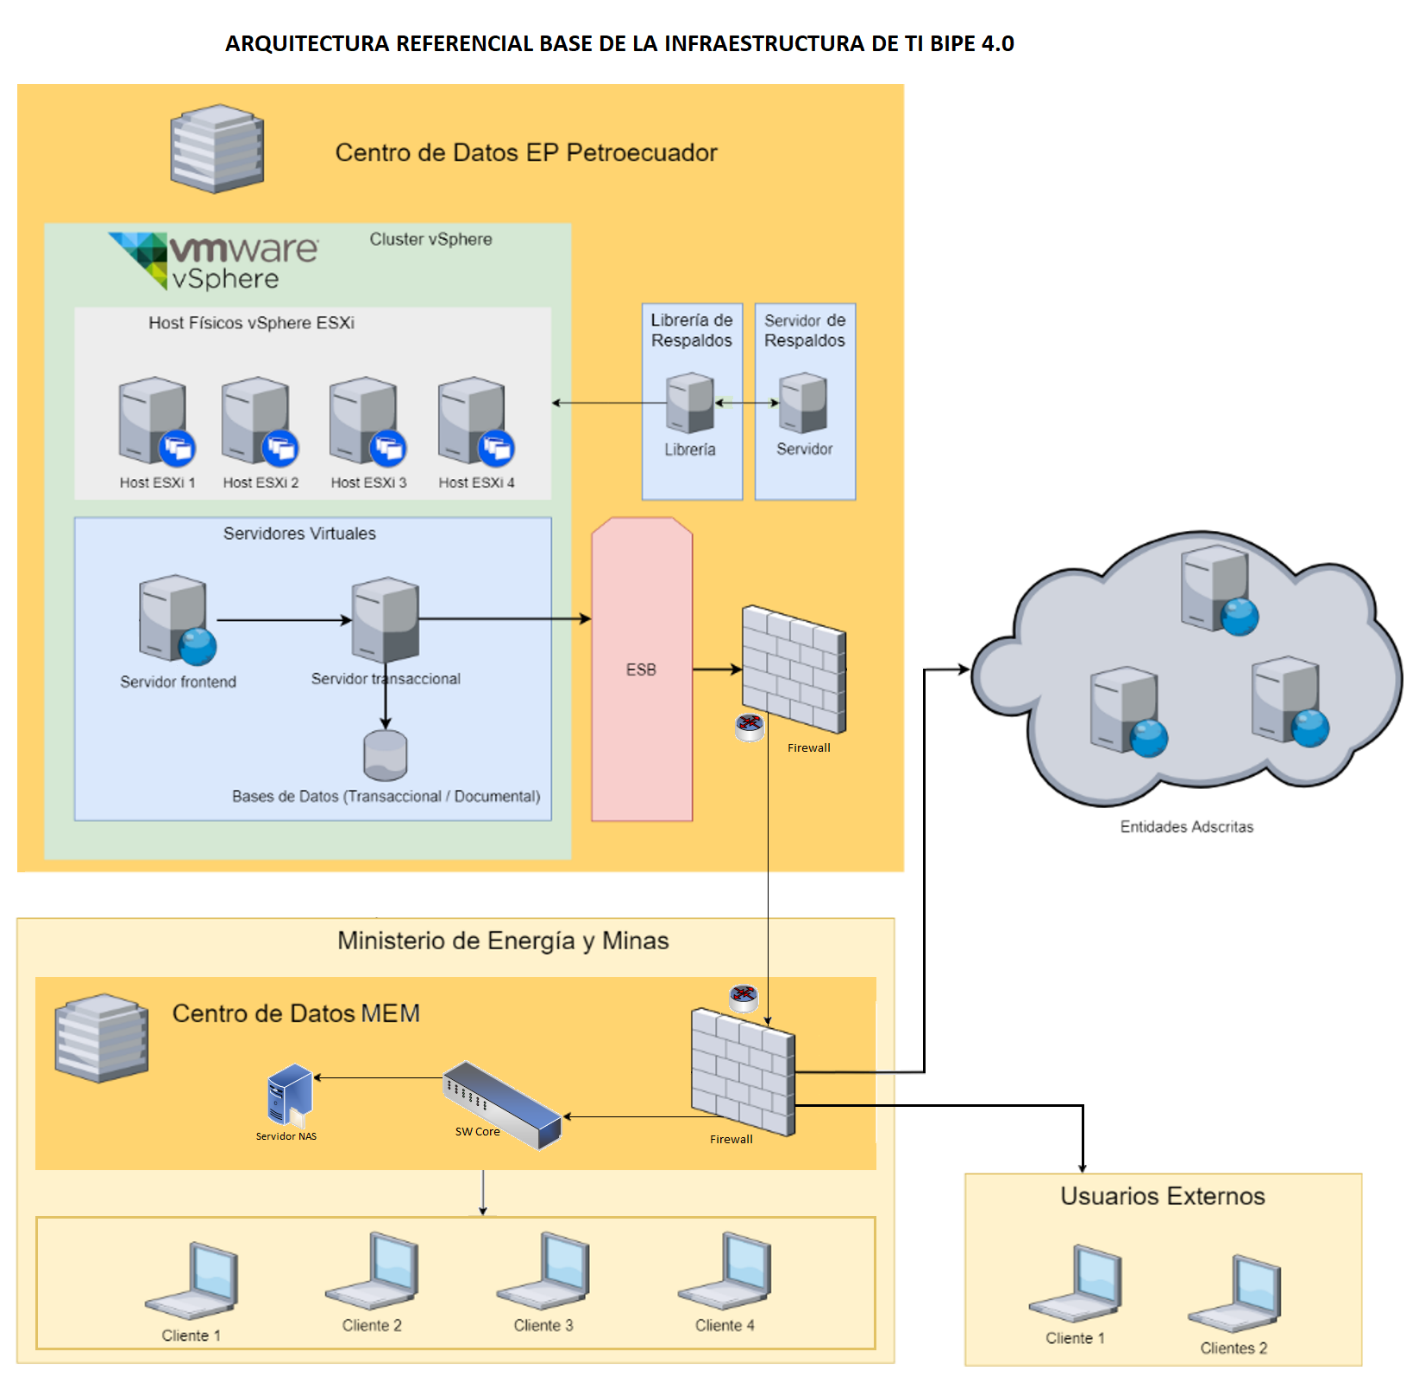 ARQUITECTURA REFERENCIAL BASE DE LA INFRAESTRUCTURA DE TI BIPE 4.0
Centro de Datos EP Petroecuador
vmware
vSphere
Cluster vSphere
Host Físicos vSphere ESXi
Host ESXi 1
Host ESXi 2
Host ESXi 3
Host ESXi 4
Librería de
Respaldos
Librería
Servidor de
Respaldos
Servidor
Servidores Virtuales
Servidor frontend
Servidor transaccional
Bases de Datos (Transaccional / Documental)
ESB
Firewall
Entidades Adscritas
Ministerio de Energía y Minas
Centro de Datos MEM
Servidor NAS
SW Core
Firewall
Cliente 1
Cliente 2
Cliente 3
Cliente 4
Usuarios Externos
Cliente 1
Clientes 2